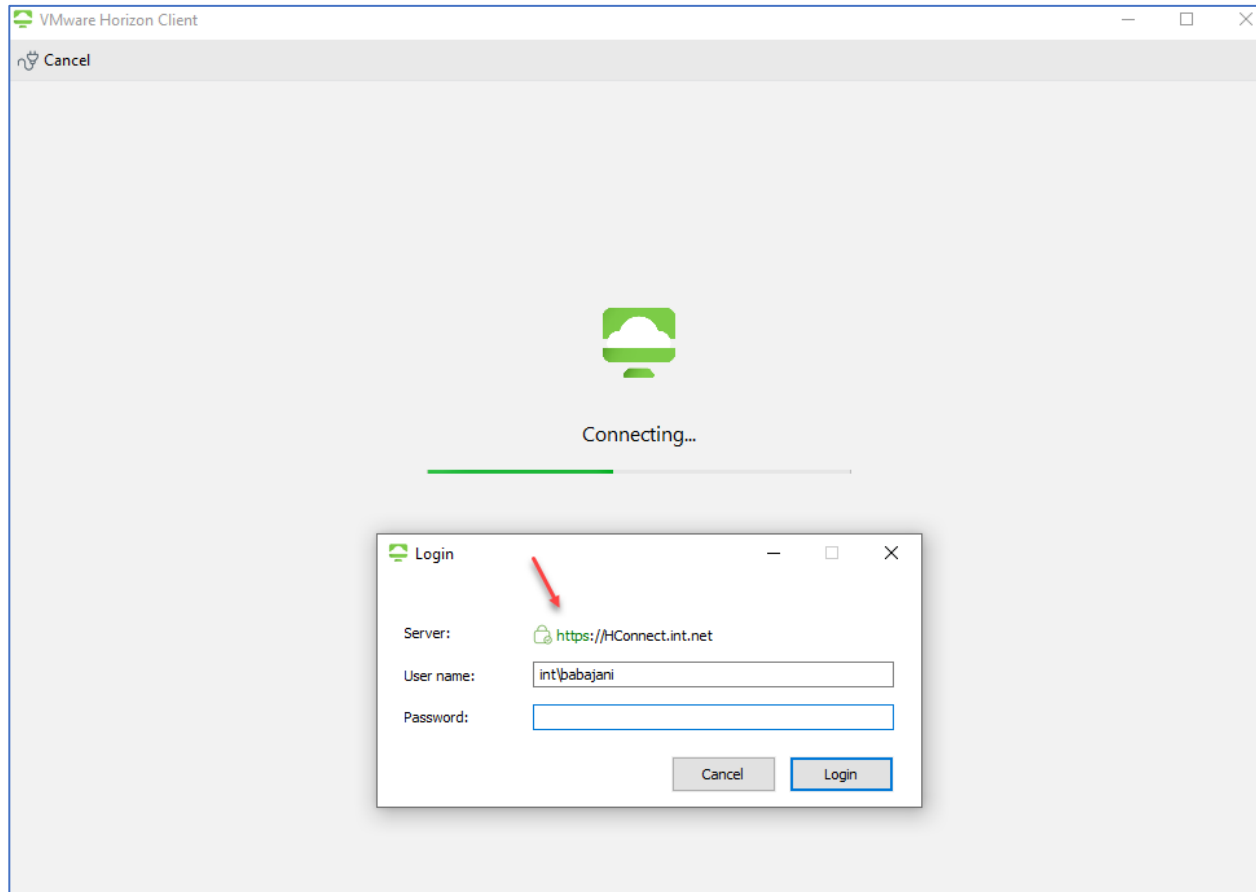 VMware Horizon Client
Cancel
Connecting...
Login
Server: https://HConnect.int.net
User name: int\babajani
Password:
Cancel Login